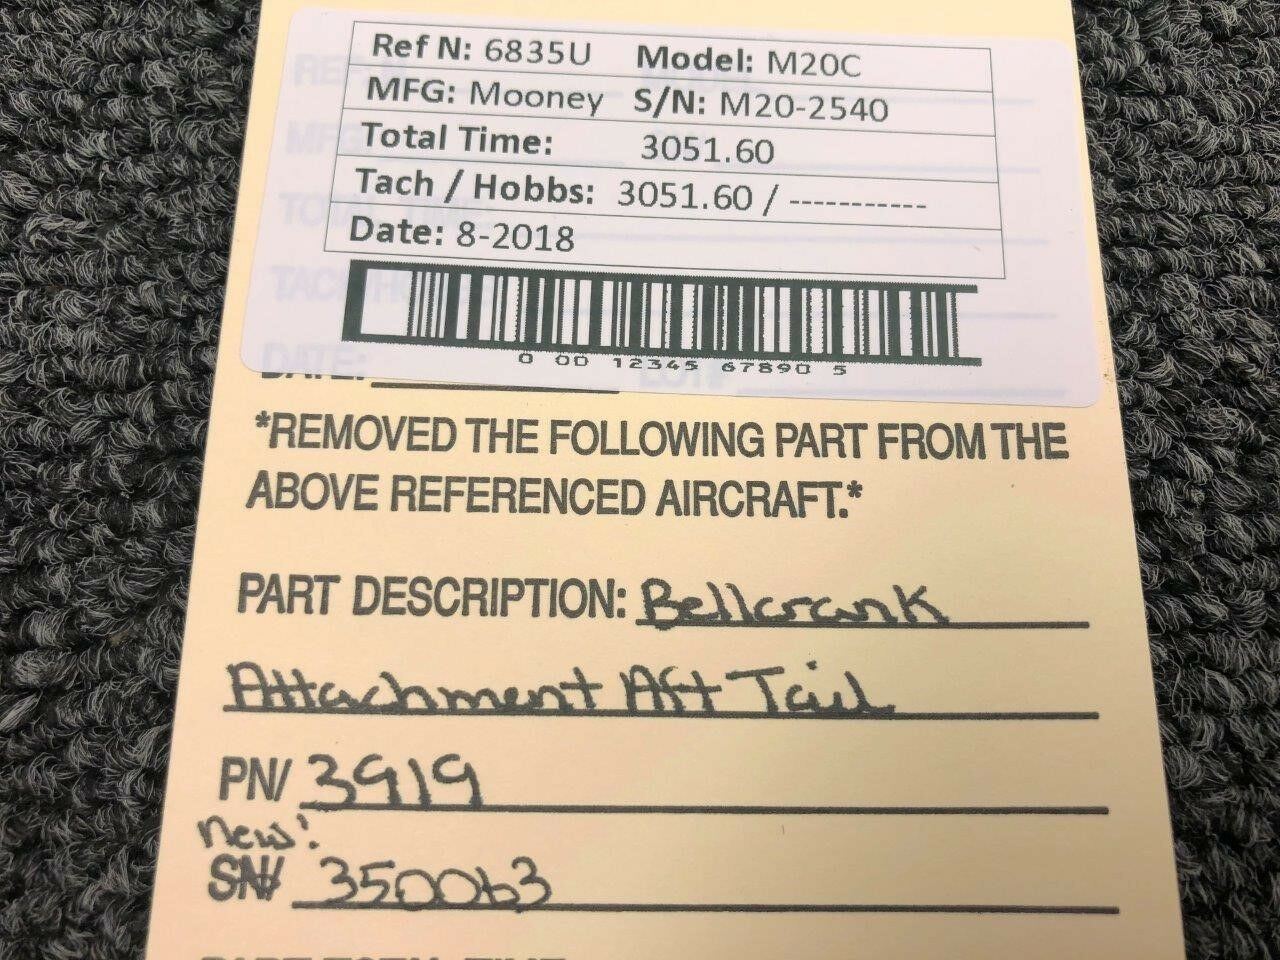 Ref N: 6835U Model: M20C
MFG: Mooney S/N: M20-2540
Total Time: 3051.60
Tach / Hobbs: 3051.60 / -----------
Date: 8-2018
0 00 12345 67890 5
DATE:
*REMOVED THE FOLLOWING PART FROM THE
ABOVE REFERENCED AIRCRAFT.*
PART DESCRIPTION: Bellcrank
Attachment Aft Tail
PN/ 3919
new:
SN/ 350063